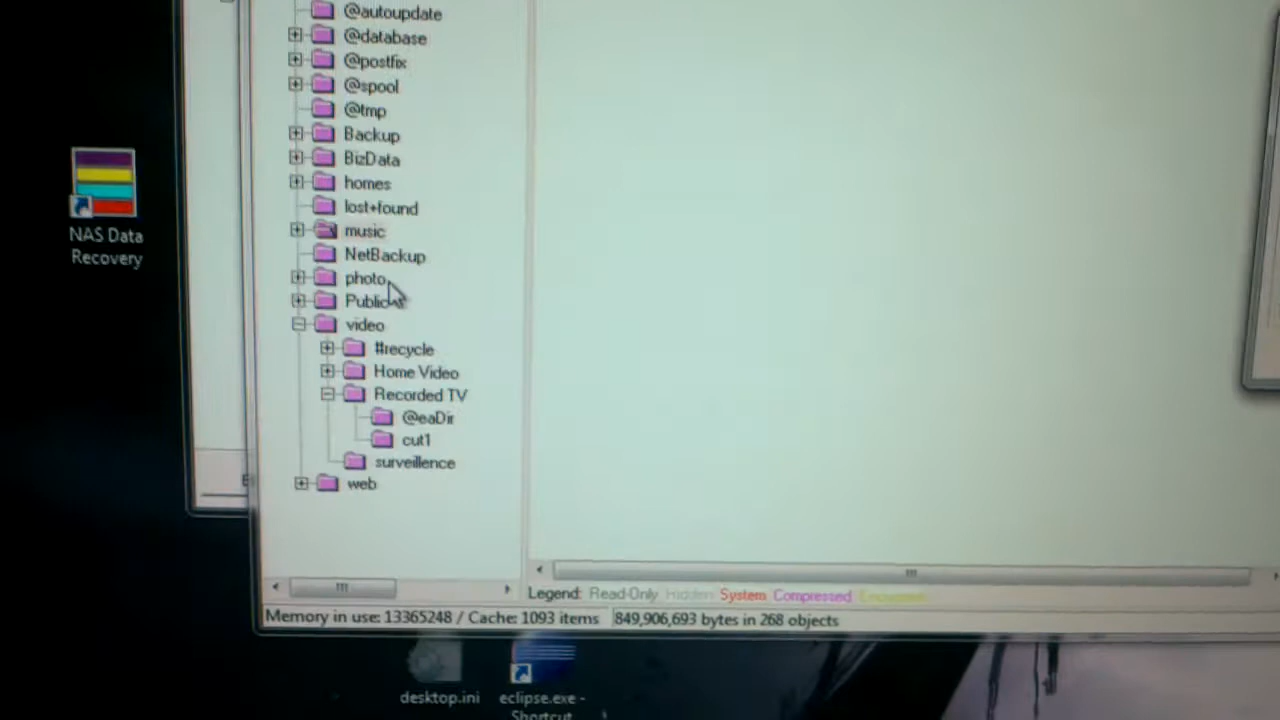 @autoupdate
@database
@postfix
@spool
@tmp
Backup
BizData
homes
lost+found
music
NetBackup
photo
Public
video
#recycle
Home Video
Recorded TV
@eaDir
cut1
surveillence
web
NAS Data
Recovery
Legend: Read-Only Hidden System Compressed Encrypted
Memory in use: 13365248 / Cache: 1093 items 849,906,693 bytes in 268 objects
desktop.ini
eclipse.exe -
Shortcut